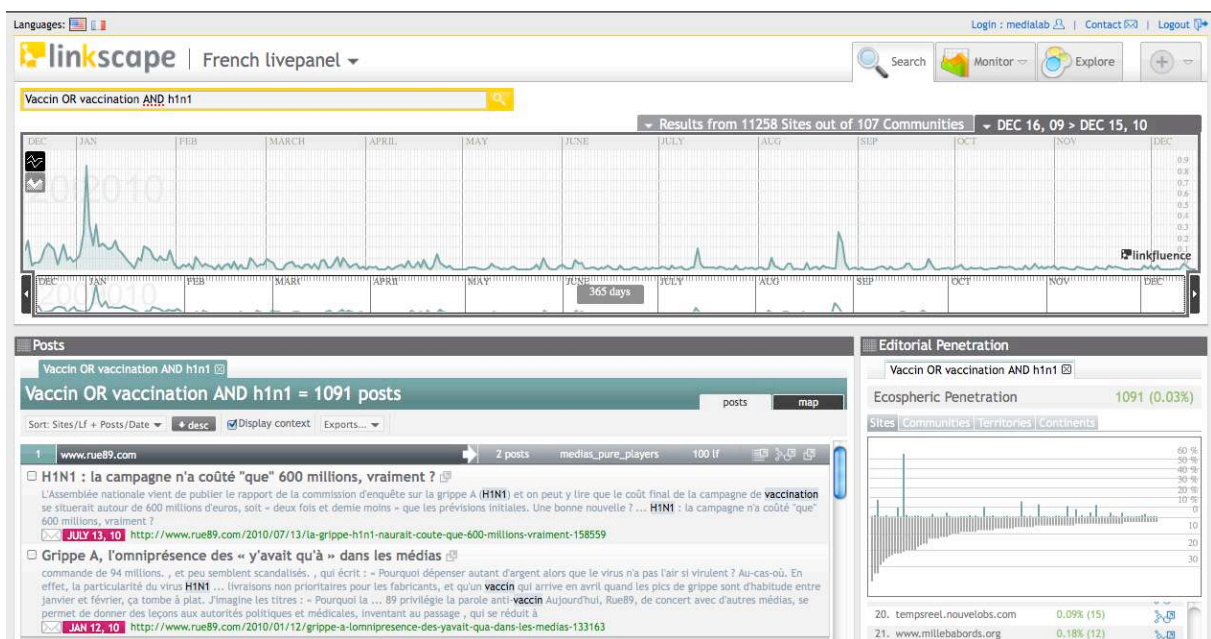 Languages:
Login : medialab | Contact | Logout
linkscape | French livepanel
Search Monitor Explore
Vaccin OR vaccination AND h1n1
Results from 11258 Sites out of 107 Communities DEC 16, 09 > DEC 15, 10
DEC JAN FEB MARCH APRIL MAY JUNE JULY AUG SEP OCT NOV DEC
2010
0.9
0.8
0.7
0.6
0.5
0.4
0.3
0.2
0.1
linkfluence
DEC JAN FEB MARCH APRIL MAY JUNE JULY AUG SEP OCT NOV DEC
2010
365 days
Posts
Vaccin OR vaccination AND h1n1
Vaccin OR vaccination AND h1n1 = 1091 posts
posts map
Sort: Sites/Lf + Posts/Date desc Display context Exports...
1 www.rue89.com 2 posts medias_pure_players 100 lf
H1N1 : la campagne n'a coûté "que" 600 millions, vraiment ?
L'Assemblée nationale vient de publier le rapport de la commission d'enquête sur la grippe A (H1N1) et on peut y lire que le coût final de la campagne de vaccination
se situerait autour de 600 millions d'euros, soit « deux fois et demie moins » que les prévisions initiales. Une bonne nouvelle ? ... H1N1 : la campagne n'a coûté "que"
600 millions, vraiment ?
JULY 13, 10 http://www.rue89.com/2010/07/13/la-grippe-h1n1-naurait-coute-que-600-millions-vraiment-158559
Grippe A, l'omniprésence des « y'avait qu'à » dans les médias
commande de 94 millions. , et peu semblent scandalisés. , qui écrit : « Pourquoi dépenser autant d'argent alors que le virus n'a pas l'air si virulent ? Au-cas-où. En
effet, la particularité du virus H1N1 ... livraisons non prioritaires pour les fabricants, et qu'un vaccin qui arrive en avril quand les pics de grippe sont d'habitude entre
janvier et février, ça tombe à plat. J'imagine les titres : « Pourquoi la ... 89 privilégie la parole anti-vaccin Aujourd'hui, Rue89, de concert avec d'autres médias, se
permet de donner des leçons aux autorités politiques et médicales, inventant au passage , qui se réduit à
JAN 12, 10 http://www.rue89.com/2010/01/12/grippe-a-lomnipresence-des-yavait-qua-dans-les-medias-133163
Editorial Penetration
Vaccin OR vaccination AND h1n1
Ecospheric Penetration 1091 (0.03%)
Sites Communities Territories Continents
60 %
50 %
40 %
30 %
20 %
10 %
0
10
20
30
20. tempsreel.nouvelobs.com 0.09% (15)
21. www.millebabords.org 0.18% (12)